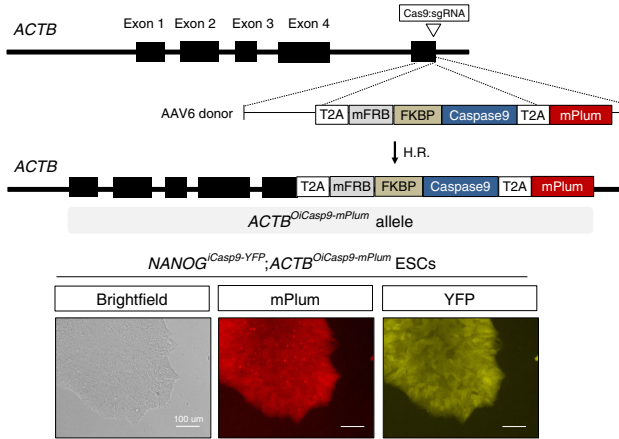 Cas9:sgRNA
ACTB
Exon 1 Exon 2 Exon 3 Exon 4
AAV6 donor
T2A mFRB FKBP Caspase9 T2A mPlum
H.R.
ACTB
T2A mFRB FKBP Caspase9 T2A mPlum
ACTB^OiCasp9-mPlum allele
NANOG^iCasp9-YFP;ACTB^OiCasp9-mPlum ESCs
Brightfield mPlum YFP
100 um